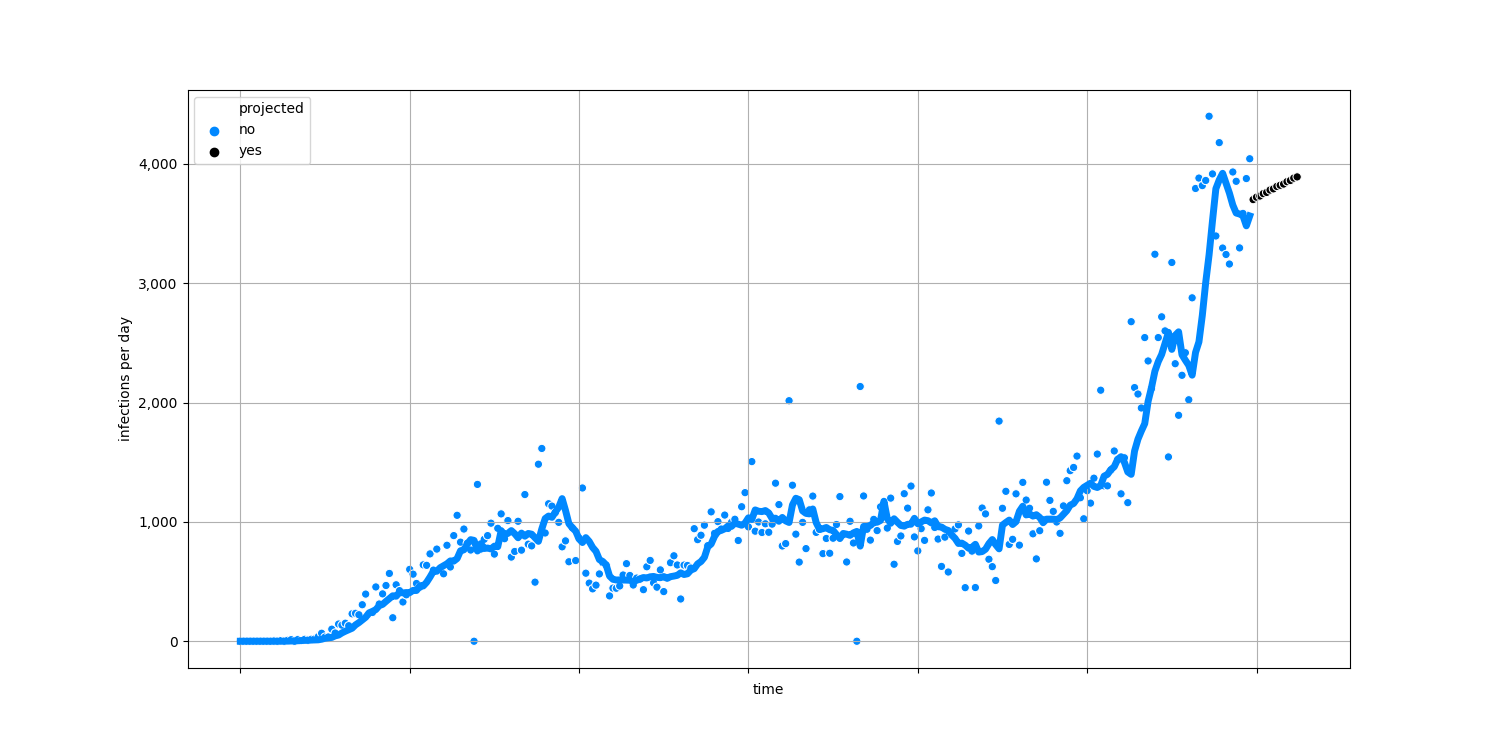 projected
no
yes
4,000
3,000
2,000
1,000
0
infections per day
time